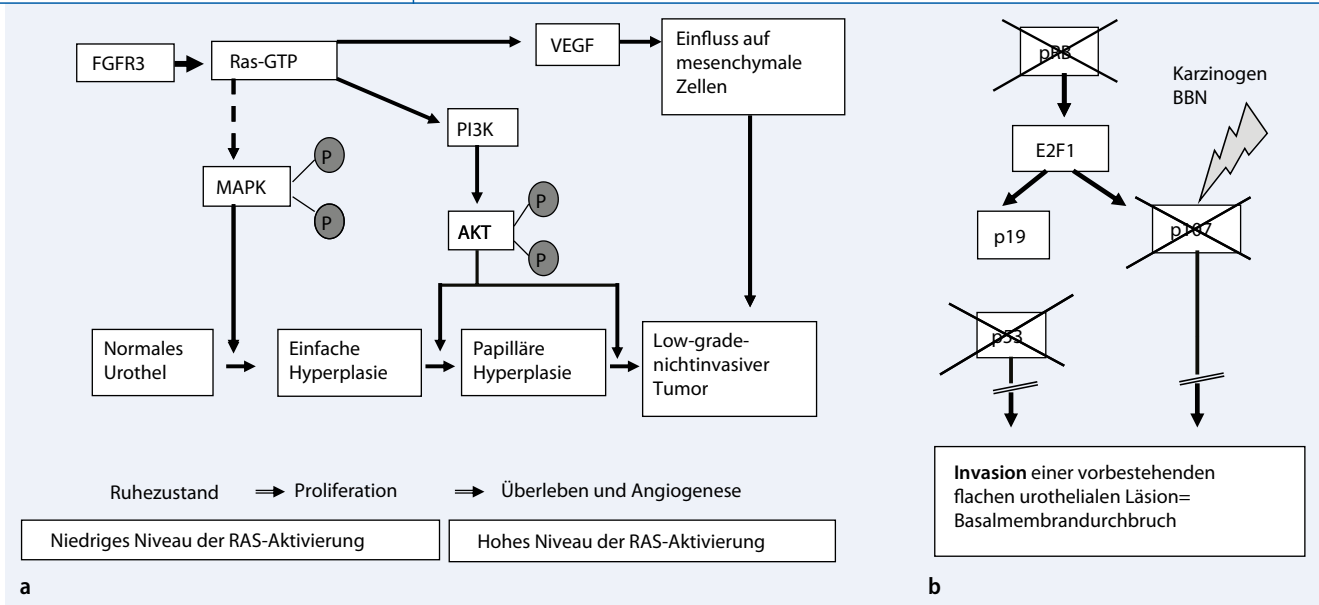 FGFR3
Ras-GTP
VEGF
Einfluss auf
mesenchymale
Zellen
PI3K
MAPK
P
P
AKT
P
P
Normales
Urothel
Einfache
Hyperplasie
Papilläre
Hyperplasie
Low-grade-
nichtinvasiver
Tumor
Ruhezustand
Proliferation
Überleben und Angiogenese
Niedriges Niveau der RAS-Aktivierung
Hohes Niveau der RAS-Aktivierung
a
pRB
Karzinogen
BBN
E2F1
p19
p107
p53
Invasion einer vorbestehenden
flachen urothelialen Läsion=
Basalmembrandurchbruch
b